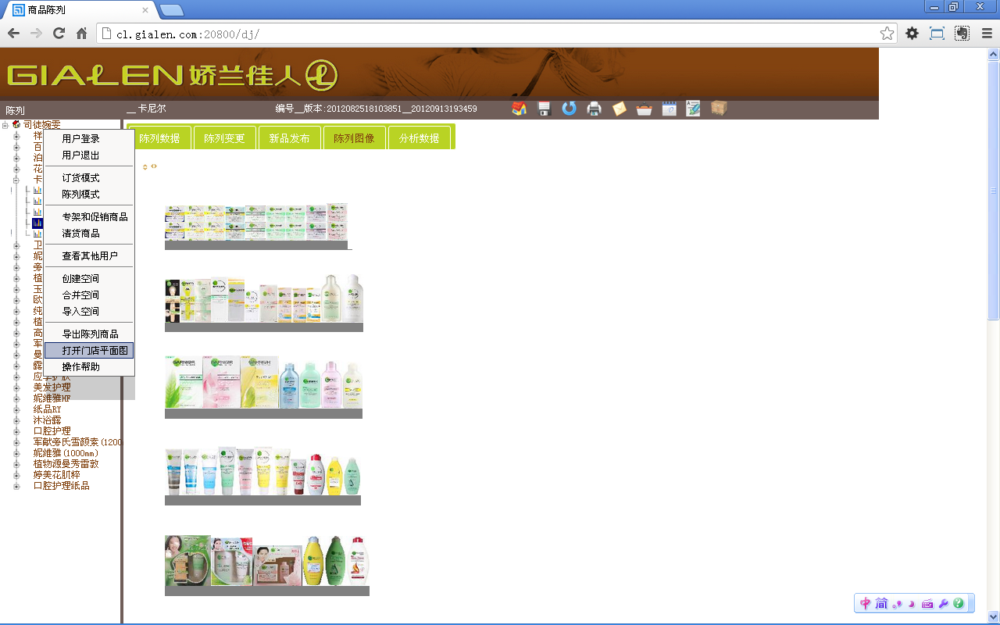 商品陈列
cl.gialen.com:20800/dj/
GIALEN娇兰佳人
陈列
__卡尼尔
编号__版本:2012082518103851__20120913193459
司徒婉雯
陈列数据
陈列变更
新品发布
陈列图像
分析数据
祥
百
泊
花
卡
卫
妮
旁
植
玉
欧
纯
植
高
军
曼
露
用户登录
用户退出
订货模式
陈列模式
专架和促销商品
清货商品
查看其他用户
创建空间
合并空间
导入空间
导出陈列商品
打开门店平面图
操作帮助
美发护理
妮维雅HF
纸品RY
沐浴露
口腔护理
军献旁氏雪颜素(1200
妮维雅(1000mm)
植物源曼秀雷敦
婷美花肌粹
口腔护理纸品
中 简